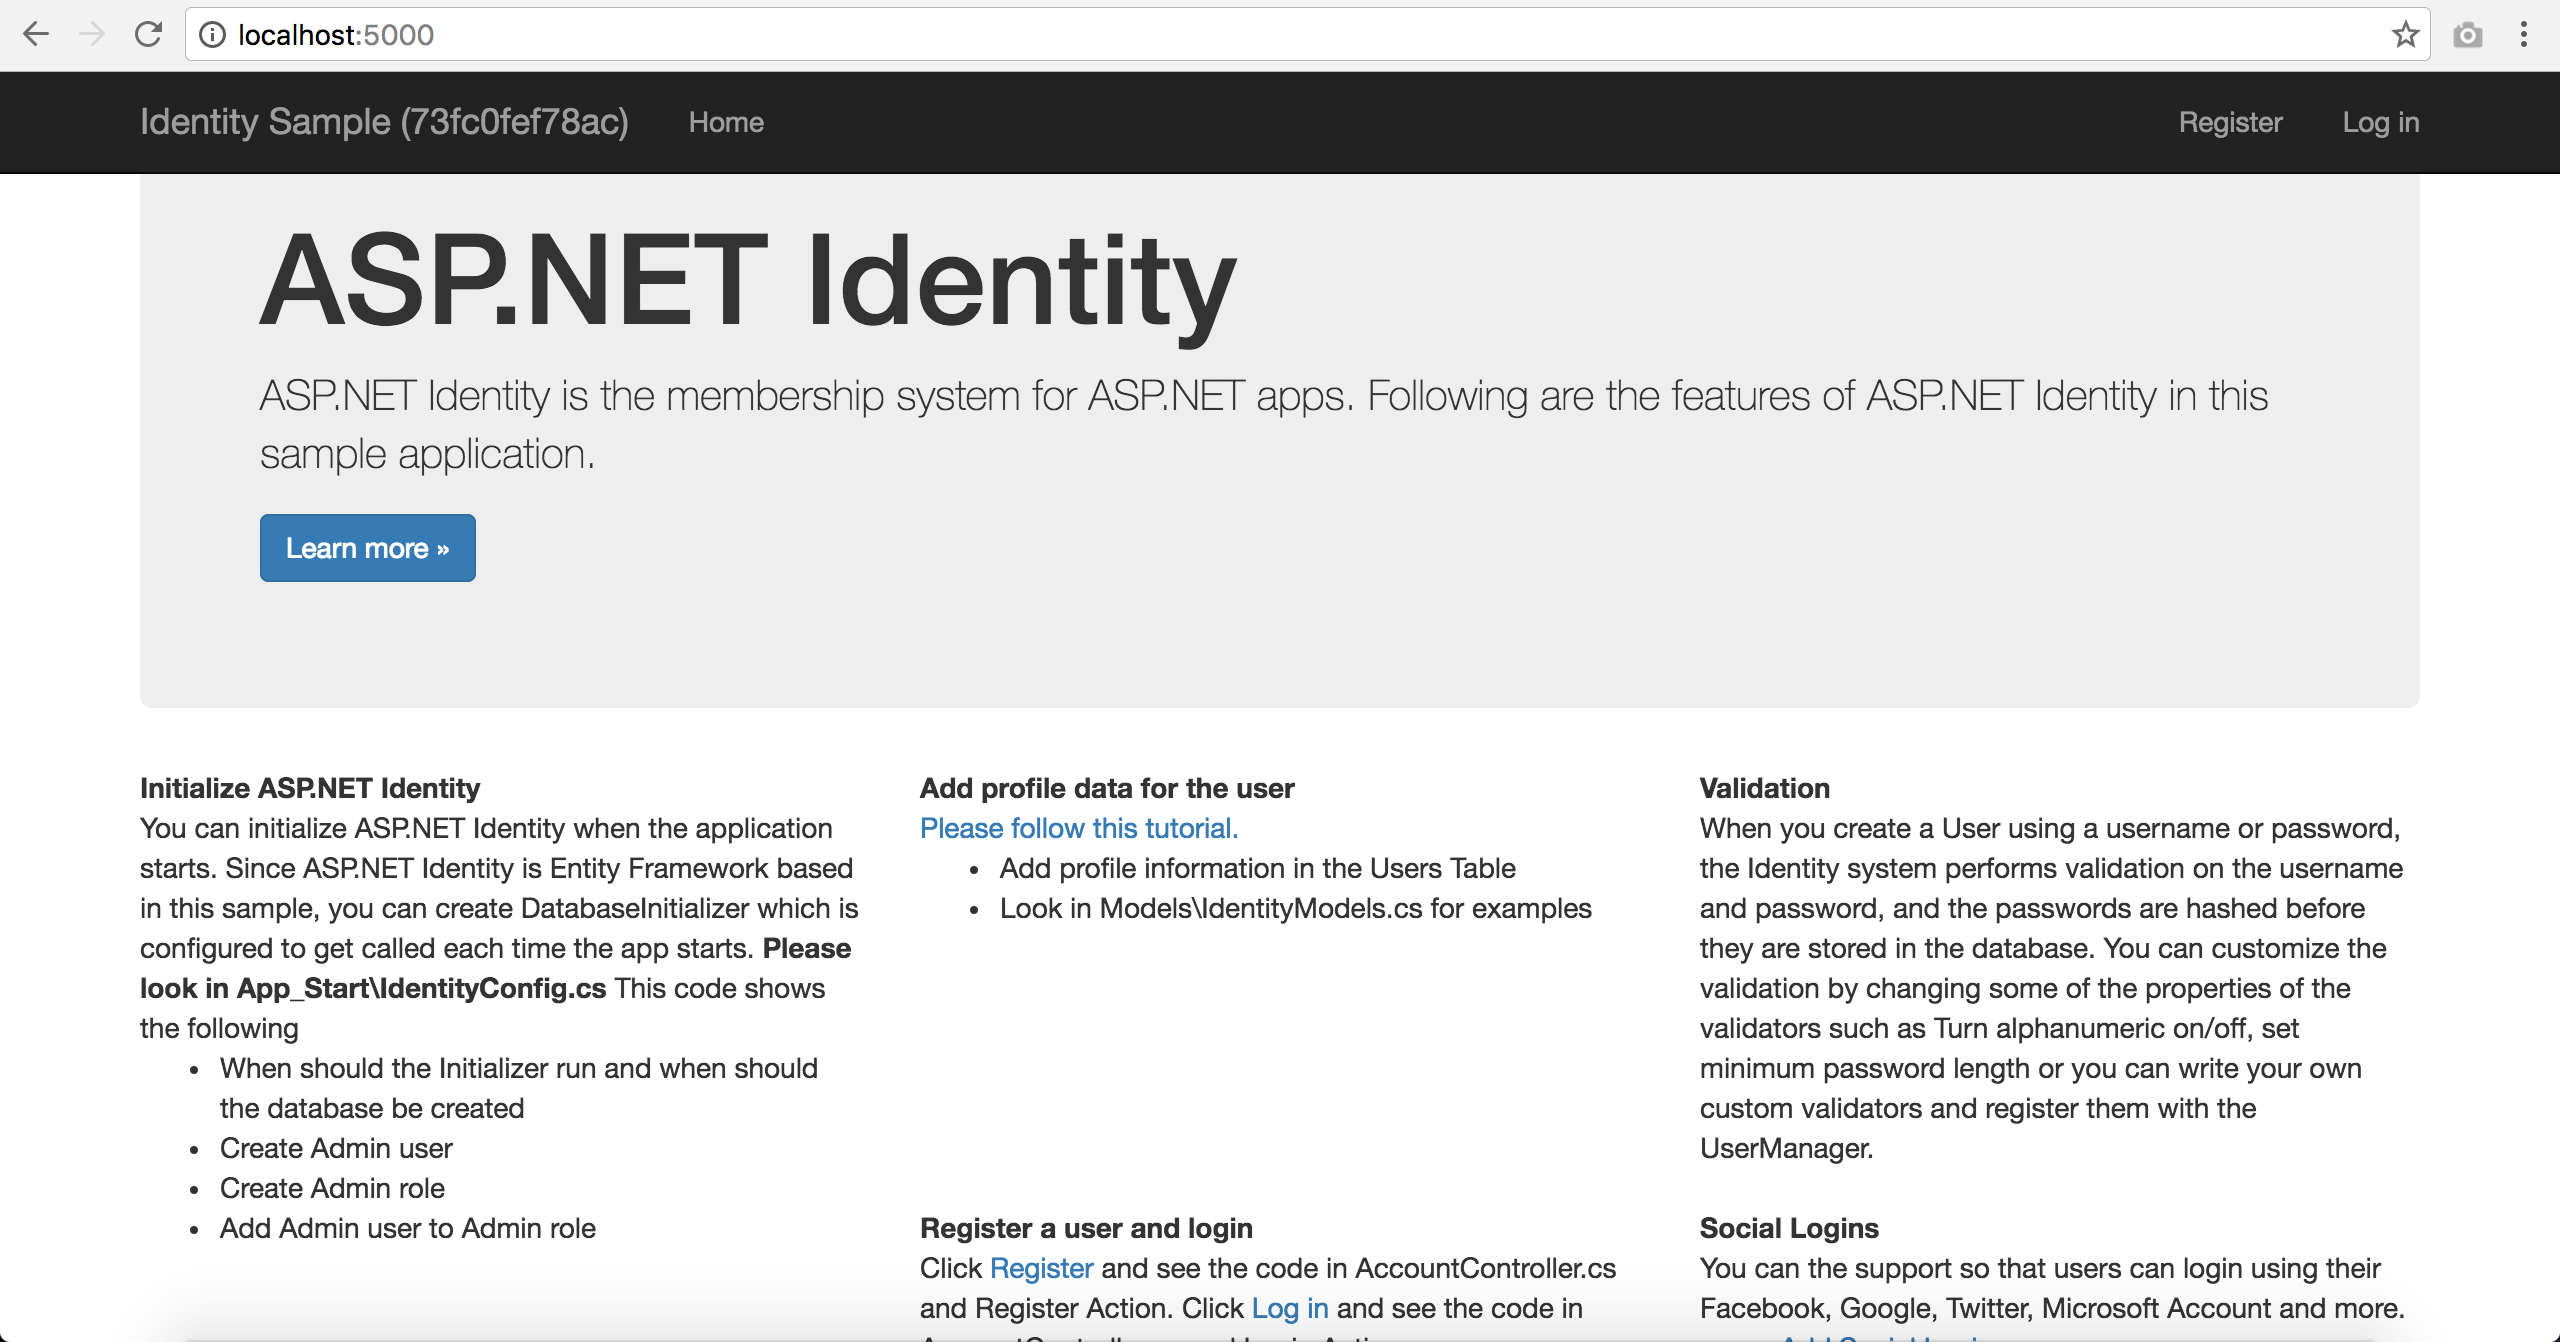 localhost:5000
Identity Sample (73fc0fef78ac) Home Register Log in
ASP.NET Identity
ASP.NET Identity is the membership system for ASP.NET apps. Following are the features of ASP.NET Identity in this
sample application.
Learn more »
Initialize ASP.NET Identity
You can initialize ASP.NET Identity when the application
starts. Since ASP.NET Identity is Entity Framework based
in this sample, you can create DatabaseInitializer which is
configured to get called each time the app starts. Please
look in App_Start\IdentityConfig.cs This code shows
the following
• When should the Initializer run and when should
the database be created
• Create Admin user
• Create Admin role
• Add Admin user to Admin role
Add profile data for the user
Please follow this tutorial.
• Add profile information in the Users Table
• Look in Models\IdentityModels.cs for examples
Register a user and login
Click Register and see the code in AccountController.cs
and Register Action. Click Log in and see the code in
Validation
When you create a User using a username or password,
the Identity system performs validation on the username
and password, and the passwords are hashed before
they are stored in the database. You can customize the
validation by changing some of the properties of the
validators such as Turn alphanumeric on/off, set
minimum password length or you can write your own
custom validators and register them with the
UserManager.
Social Logins
You can the support so that users can login using their
Facebook, Google, Twitter, Microsoft Account and more.